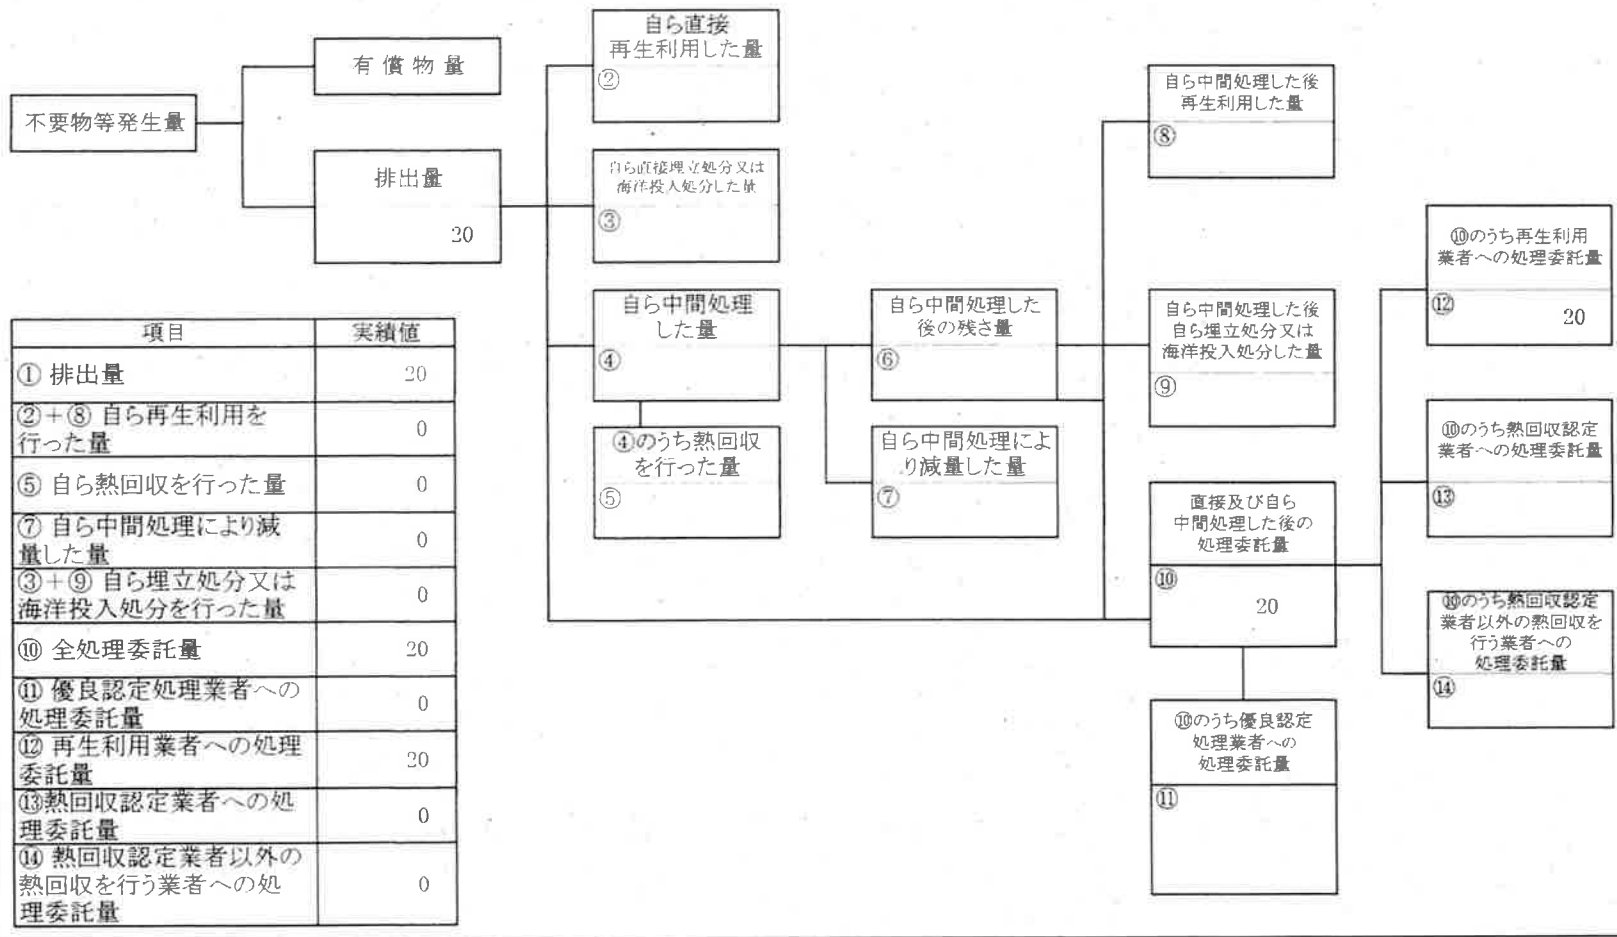 不要物等発生量
有償物量
排出量
20
自ら直接
再生利用した量
②
自ら直接埋立処分又は
海洋投入処分した量
③
自ら中間処理
した量
④
④のうち熱回収
を行った量
⑤
自ら中間処理した
後の残さ量
⑥
自ら中間処理によ
り減量した量
⑦
自ら中間処理した後
再生利用した量
⑧
自ら中間処理した後
自ら埋立処分又は
海洋投入処分した量
⑨
直接及び自ら
中間処理した後の
処理委託量
⑩
20
⑩のうち優良認定
処理業者への
処理委託量
⑪
⑩のうち再生利用
業者への処理委託量
⑫
20
⑩のうち熱回収認定
業者への処理委託量
⑬
⑩のうち熱回収認定
業者以外の熱回収を
行う業者への
処理委託量
⑭
項目 実績値
① 排出量 20
②+⑧ 自ら再生利用を
行った量 0
⑤ 自ら熱回収を行った量 0
⑦ 自ら中間処理により減
量した量 0
③+⑨ 自ら埋立処分又は
海洋投入処分を行った量 0
⑩ 全処理委託量 20
⑪ 優良認定処理業者への
処理委託量 0
⑫ 再生利用業者への処理
委託量 20
⑬熱回収認定業者への処
理委託量 0
⑭ 熱回収認定業者以外の
熱回収を行う業者への処
理委託量 0